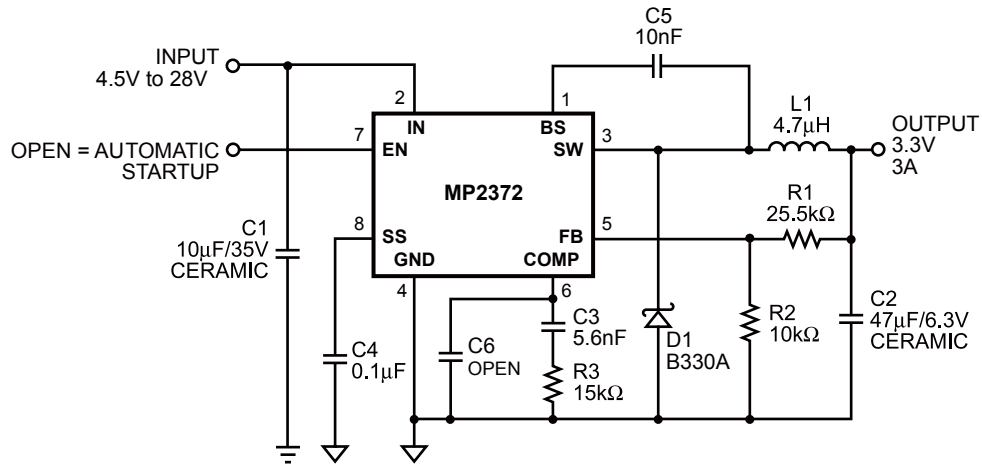 C5
10nF
INPUT
4.5V to 28V
2
1
L1
4.7µH
IN
BS
OUTPUT
3.3V
3A
7
EN
SW
3
OPEN = AUTOMATIC
STARTUP
MP2372
R1
25.5kΩ
8
SS
FB
5
C1
10µF/35V
CERAMIC
GND
COMP
4
6
C4
0.1µF
C6
OPEN
C3
5.6nF
R3
15kΩ
D1
B330A
R2
10kΩ
C2
47µF/6.3V
CERAMIC